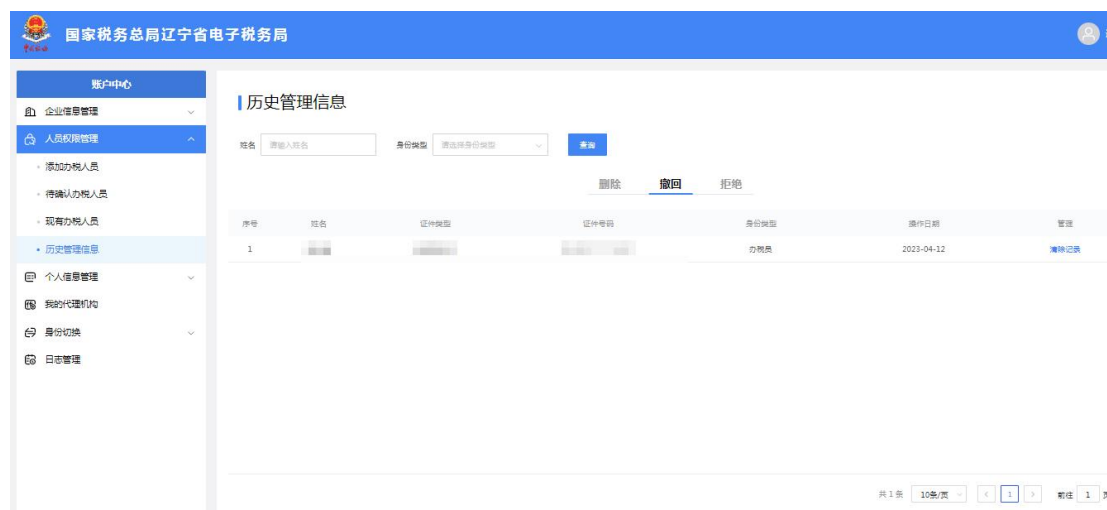 国家税务总局辽宁省电子税务局
账户中心
企业信息管理
人员权限管理
添加办税人员
待确认办税人员
现有办税人员
历史管理信息
个人信息管理
我的代理机构
身份切换
日志管理
历史管理信息
姓名 请输入姓名 身份类型 请选择身份类型 查询
删除 撤回 拒绝
序号 姓名 证件类型 证件号码 身份类型 操作日期 管理
1 办税员 2023-04-12 清除记录
共1条 10条/页 1 前往 1